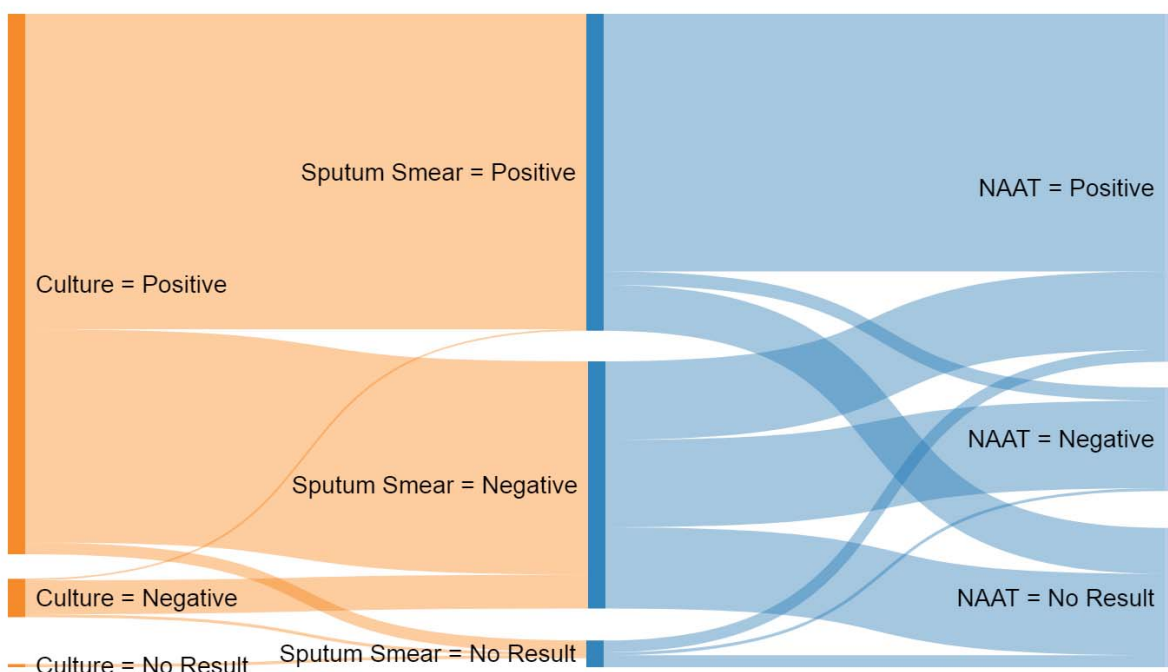 Sputum Smear = Positive
NAAT = Positive
Culture = Positive
NAAT = Negative
Sputum Smear = Negative
Culture = Negative
NAAT = No Result
Sputum Smear = No Result
Culture = No Result